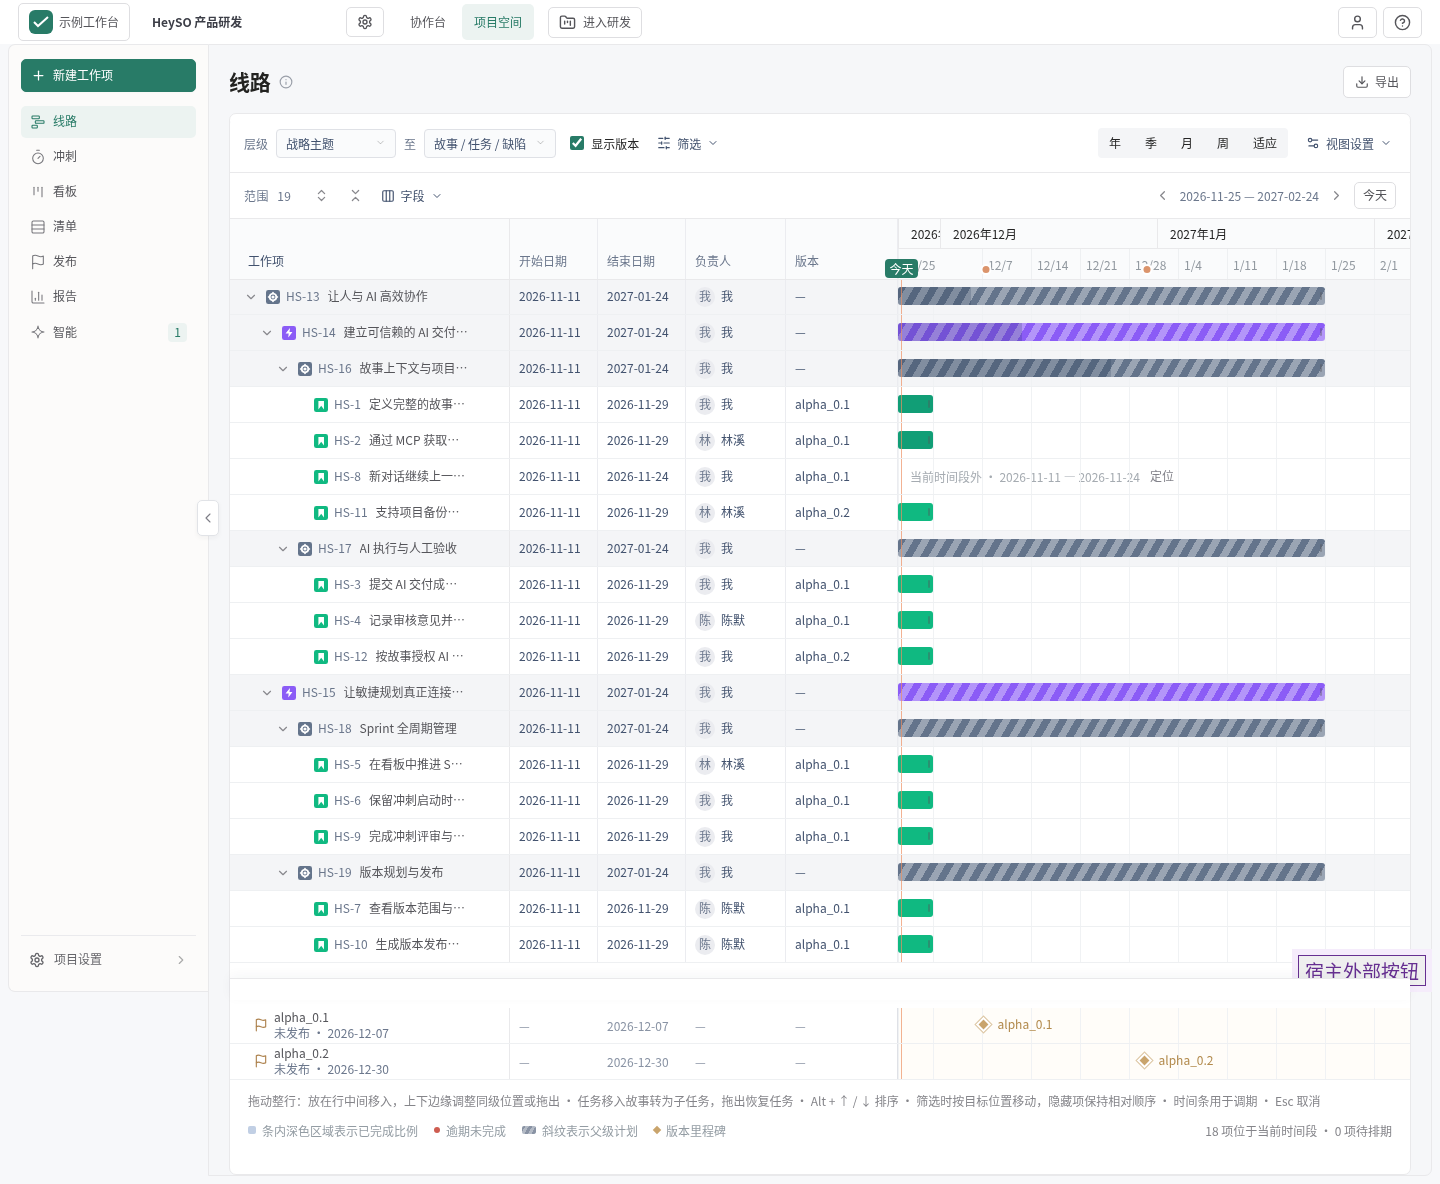 示例工作台 HeySO 产品研发 协作台 项目空间 进入研发
新建工作项
线路
冲刺
看板
清单
发布
报告
智能 1
项目设置
线路 导出
层级 战略主题 至 故事 / 任务 / 缺陷 显示版本 筛选 年 季 月 周 适应 视图设置
范围 19 字段 2026-11-25 — 2027-02-24 今天
2026年12月 2027年1月 2027
工作项 开始日期 结束日期 负责人 版本 今天 /25 12/7 12/14 12/21 12/28 1/4 1/11 1/18 1/25 2/1
HS-13 让人与 AI 高效协作 2026-11-11 2027-01-24 我 我 —
HS-14 建立可信赖的 AI 交付··· 2026-11-11 2027-01-24 我 我 —
HS-16 故事上下文与项目··· 2026-11-11 2027-01-24 我 我 —
HS-1 定义完整的故事··· 2026-11-11 2026-11-29 我 我 alpha_0.1
HS-2 通过 MCP 获取··· 2026-11-11 2026-11-29 林 林溪 alpha_0.1
HS-8 新对话继续上一··· 2026-11-11 2026-11-24 我 我 alpha_0.1 当前时间段外 · 2026-11-11 — 2026-11-24 定位
HS-11 支持项目备份··· 2026-11-11 2026-11-29 林 林溪 alpha_0.2
HS-17 AI 执行与人工验收 2026-11-11 2027-01-24 我 我 —
HS-3 提交 AI 交付成··· 2026-11-11 2026-11-29 我 我 alpha_0.1
HS-4 记录审核意见并··· 2026-11-11 2026-11-29 陈 陈默 alpha_0.1
HS-12 按故事授权 AI ··· 2026-11-11 2026-11-29 我 我 alpha_0.2
HS-15 让敏捷规划真正连接··· 2026-11-11 2027-01-24 我 我 —
HS-18 Sprint 全周期管理 2026-11-11 2027-01-24 我 我 —
HS-5 在看板中推进 S··· 2026-11-11 2026-11-29 林 林溪 alpha_0.1
HS-6 保留冲刺启动时··· 2026-11-11 2026-11-29 我 我 alpha_0.1
HS-9 完成冲刺评审与··· 2026-11-11 2026-11-29 我 我 alpha_0.1
HS-19 版本规划与发布 2026-11-11 2027-01-24 我 我 —
HS-7 查看版本范围与··· 2026-11-11 2026-11-29 陈 陈默 alpha_0.1
HS-10 生成版本发布··· 2026-11-11 2026-11-29 陈 陈默 alpha_0.1
宿主外部按钮
alpha_0.1
未发布 · 2026-12-07 — 2026-12-07 — — alpha_0.1
alpha_0.2
未发布 · 2026-12-30 — 2026-12-30 — — alpha_0.2
拖动整行：放在行中间移入，上下边缘调整同级位置或拖出 · 任务移入故事转为子任务，拖出恢复任务 · Alt + ↑ / ↓ 排序 · 筛选时按目标位置移动，隐藏项保持相对顺序 · 时间条用于调期 · Esc 取消
条内深色区域表示已完成比例 逾期未完成 斜纹表示父级计划 版本里程碑 18 项位于当前时间段 · 0 项待排期